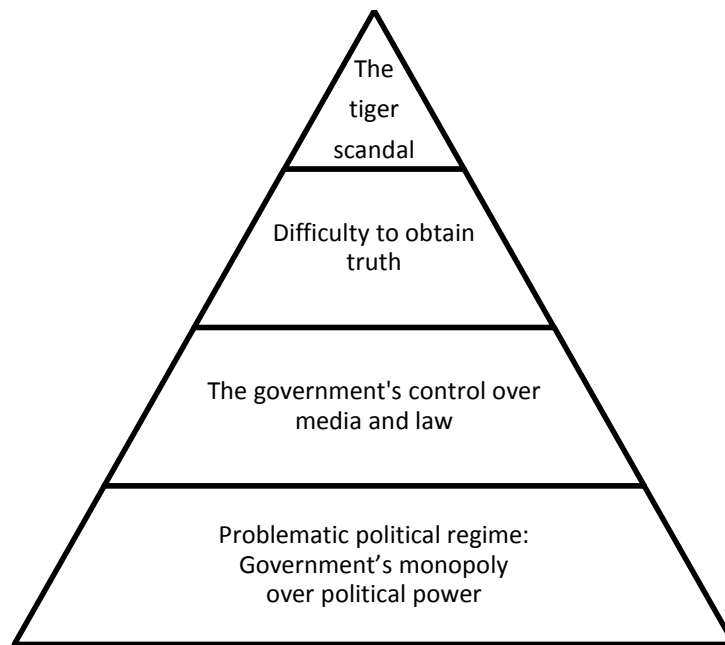 The
tiger
scandal
Difficulty to obtain
truth
The government's control over
media and law
Problematic political regime:
Government’s monopoly
over political power